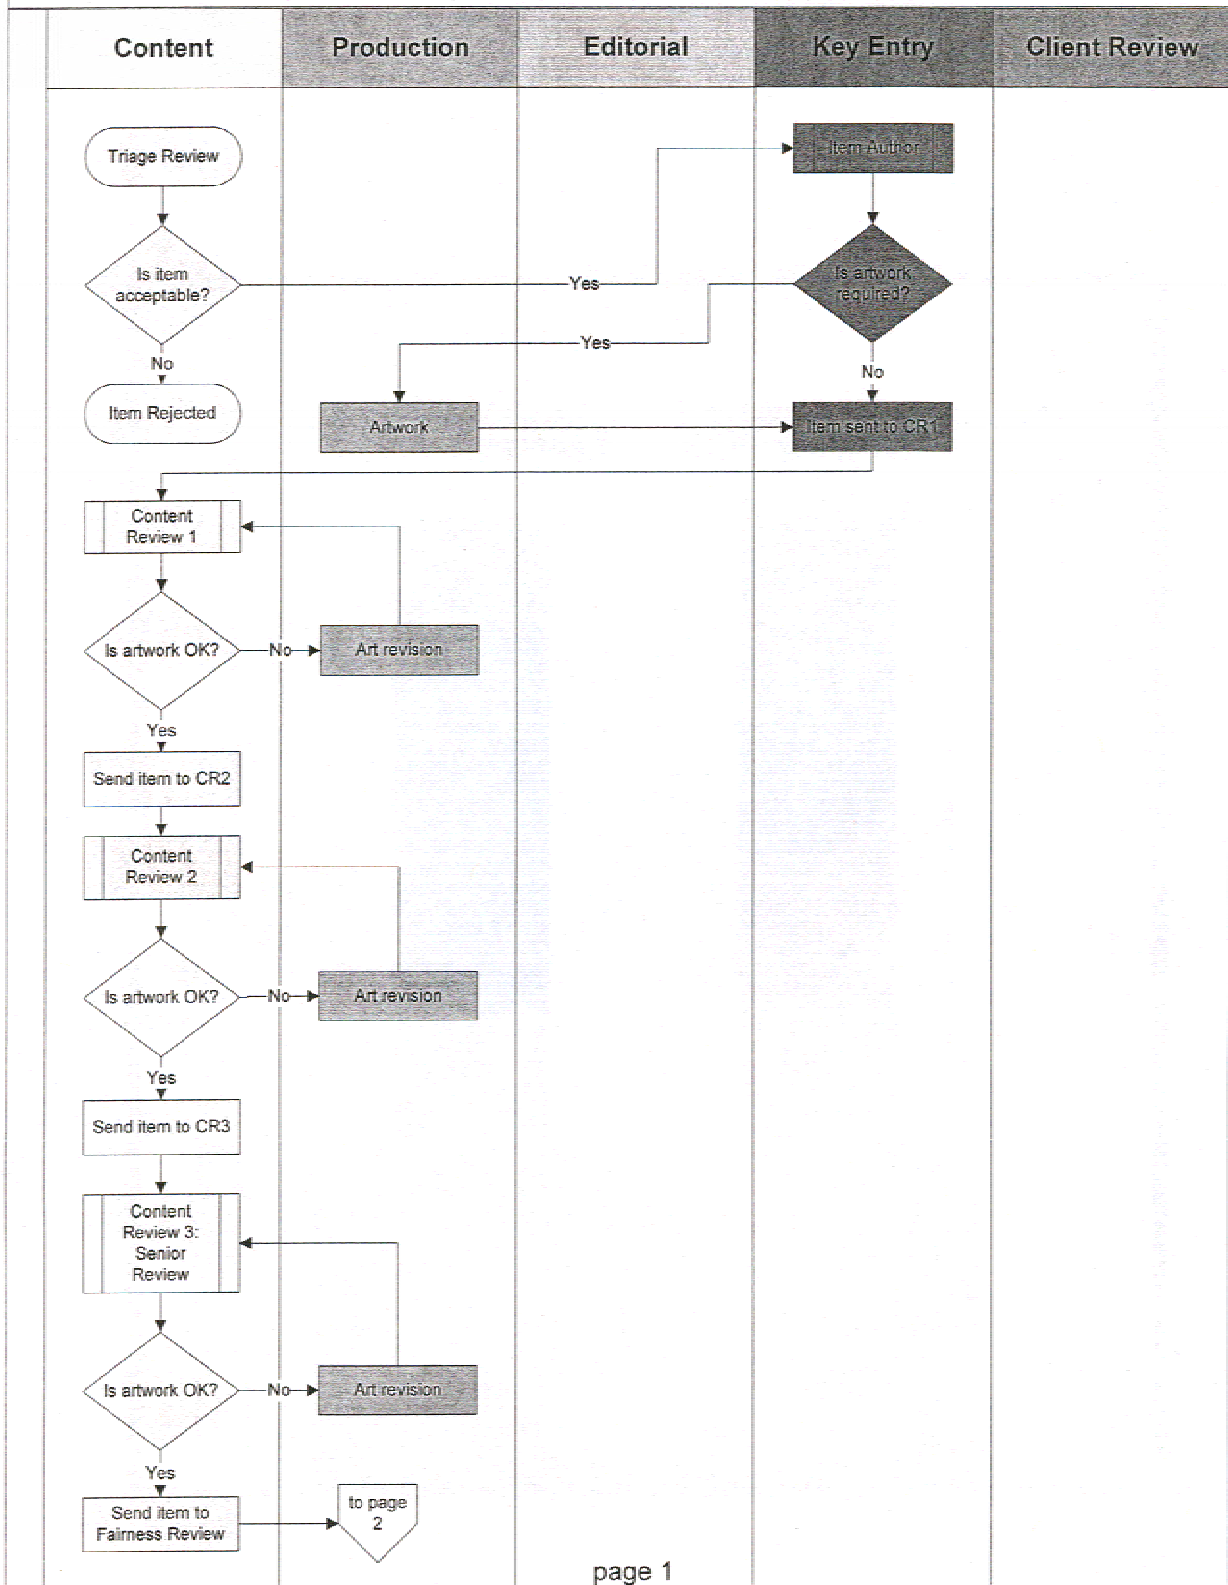 Content
Production
Editorial
Key Entry
Client Review
Triage Review
Item Author
Is item
acceptable?
Yes
Is artwork
required?
Yes
No
No
Item Rejected
Artwork
Item sent to CR1
Content
Review 1
Is artwork OK?
No
Art revision
Yes
Send item to CR2
Content
Review 2
Is artwork OK?
No
Art revision
Yes
Send item to CR3
Content
Review 3:
Senior
Review
Is artwork OK?
No
Art revision
Yes
Send item to
Fairness Review
to page
2
page 1